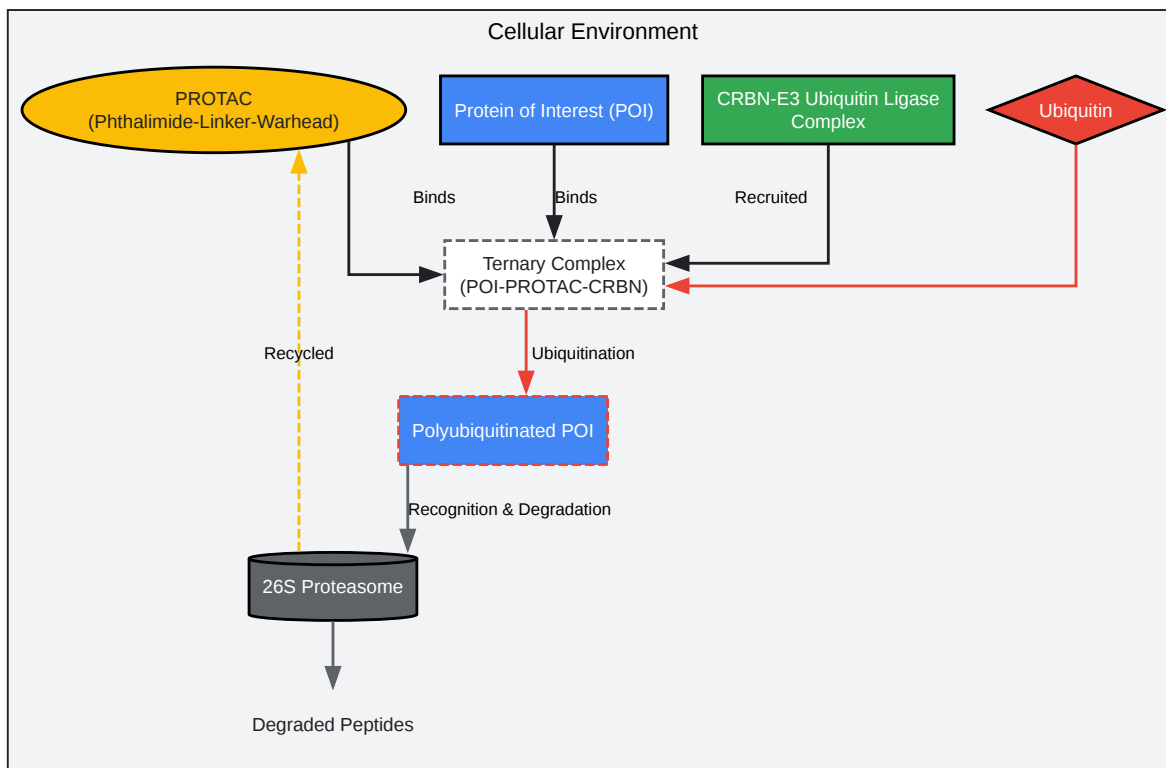 Cellular Environment
PROTAC
(Phthalimide-Linker-Warhead)
Protein of Interest (POI)
CRBN-E3 Ubiquitin Ligase
Complex
Ubiquitin
Binds
Binds
Recruited
Ternary Complex
(POI-PROTAC-CRBN)
Recycled
Ubiquitination
Polyubiquitinated POI
Recognition & Degradation
26S Proteasome
Degraded Peptides